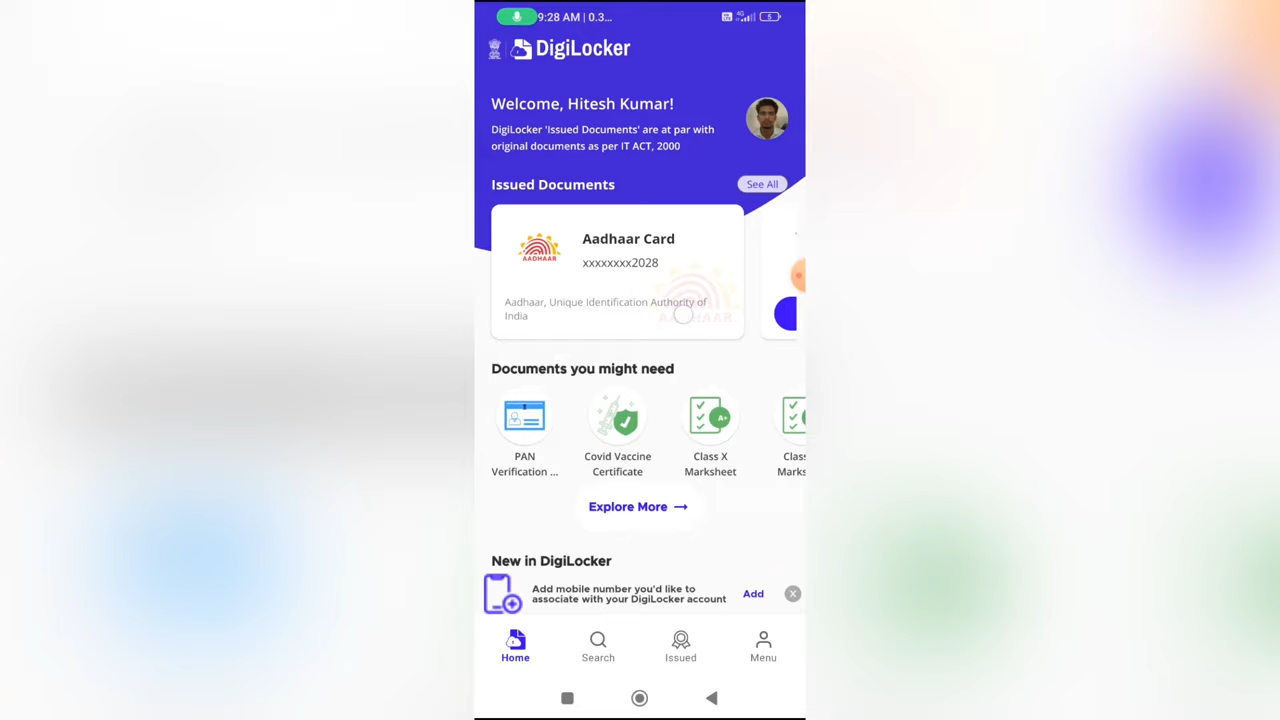 9:28 AM | 0.3...
4G
DigiLocker
Welcome, Hitesh Kumar!
DigiLocker 'Issued Documents' are at par with
original documents as per IT ACT, 2000
Issued Documents
See All
Aadhaar Card
AADHAAR
xxxxxxxx2028
Aadhaar, Unique Identification Authority of
India
AADHAAR
Documents you might need
A+
PAN
Verification ...
Covid Vaccine
Certificate
Class X
Marksheet
Class
Marks
Explore More →
New in DigiLocker
Add mobile number you'd like to
associate with your DigiLocker account
Add
X
Home
Search
Issued
Menu